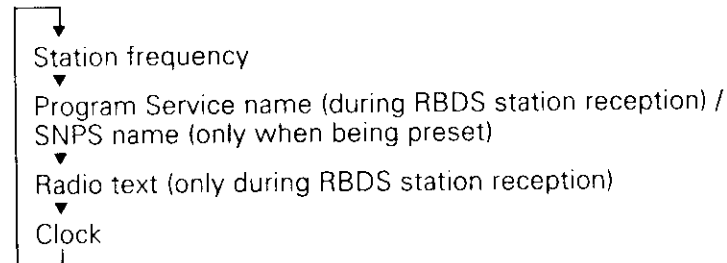 Station frequency
Program Service name (during RBDS station reception) /
SNPS name (only when being preset)
Radio text (only during RBDS station reception)
Clock